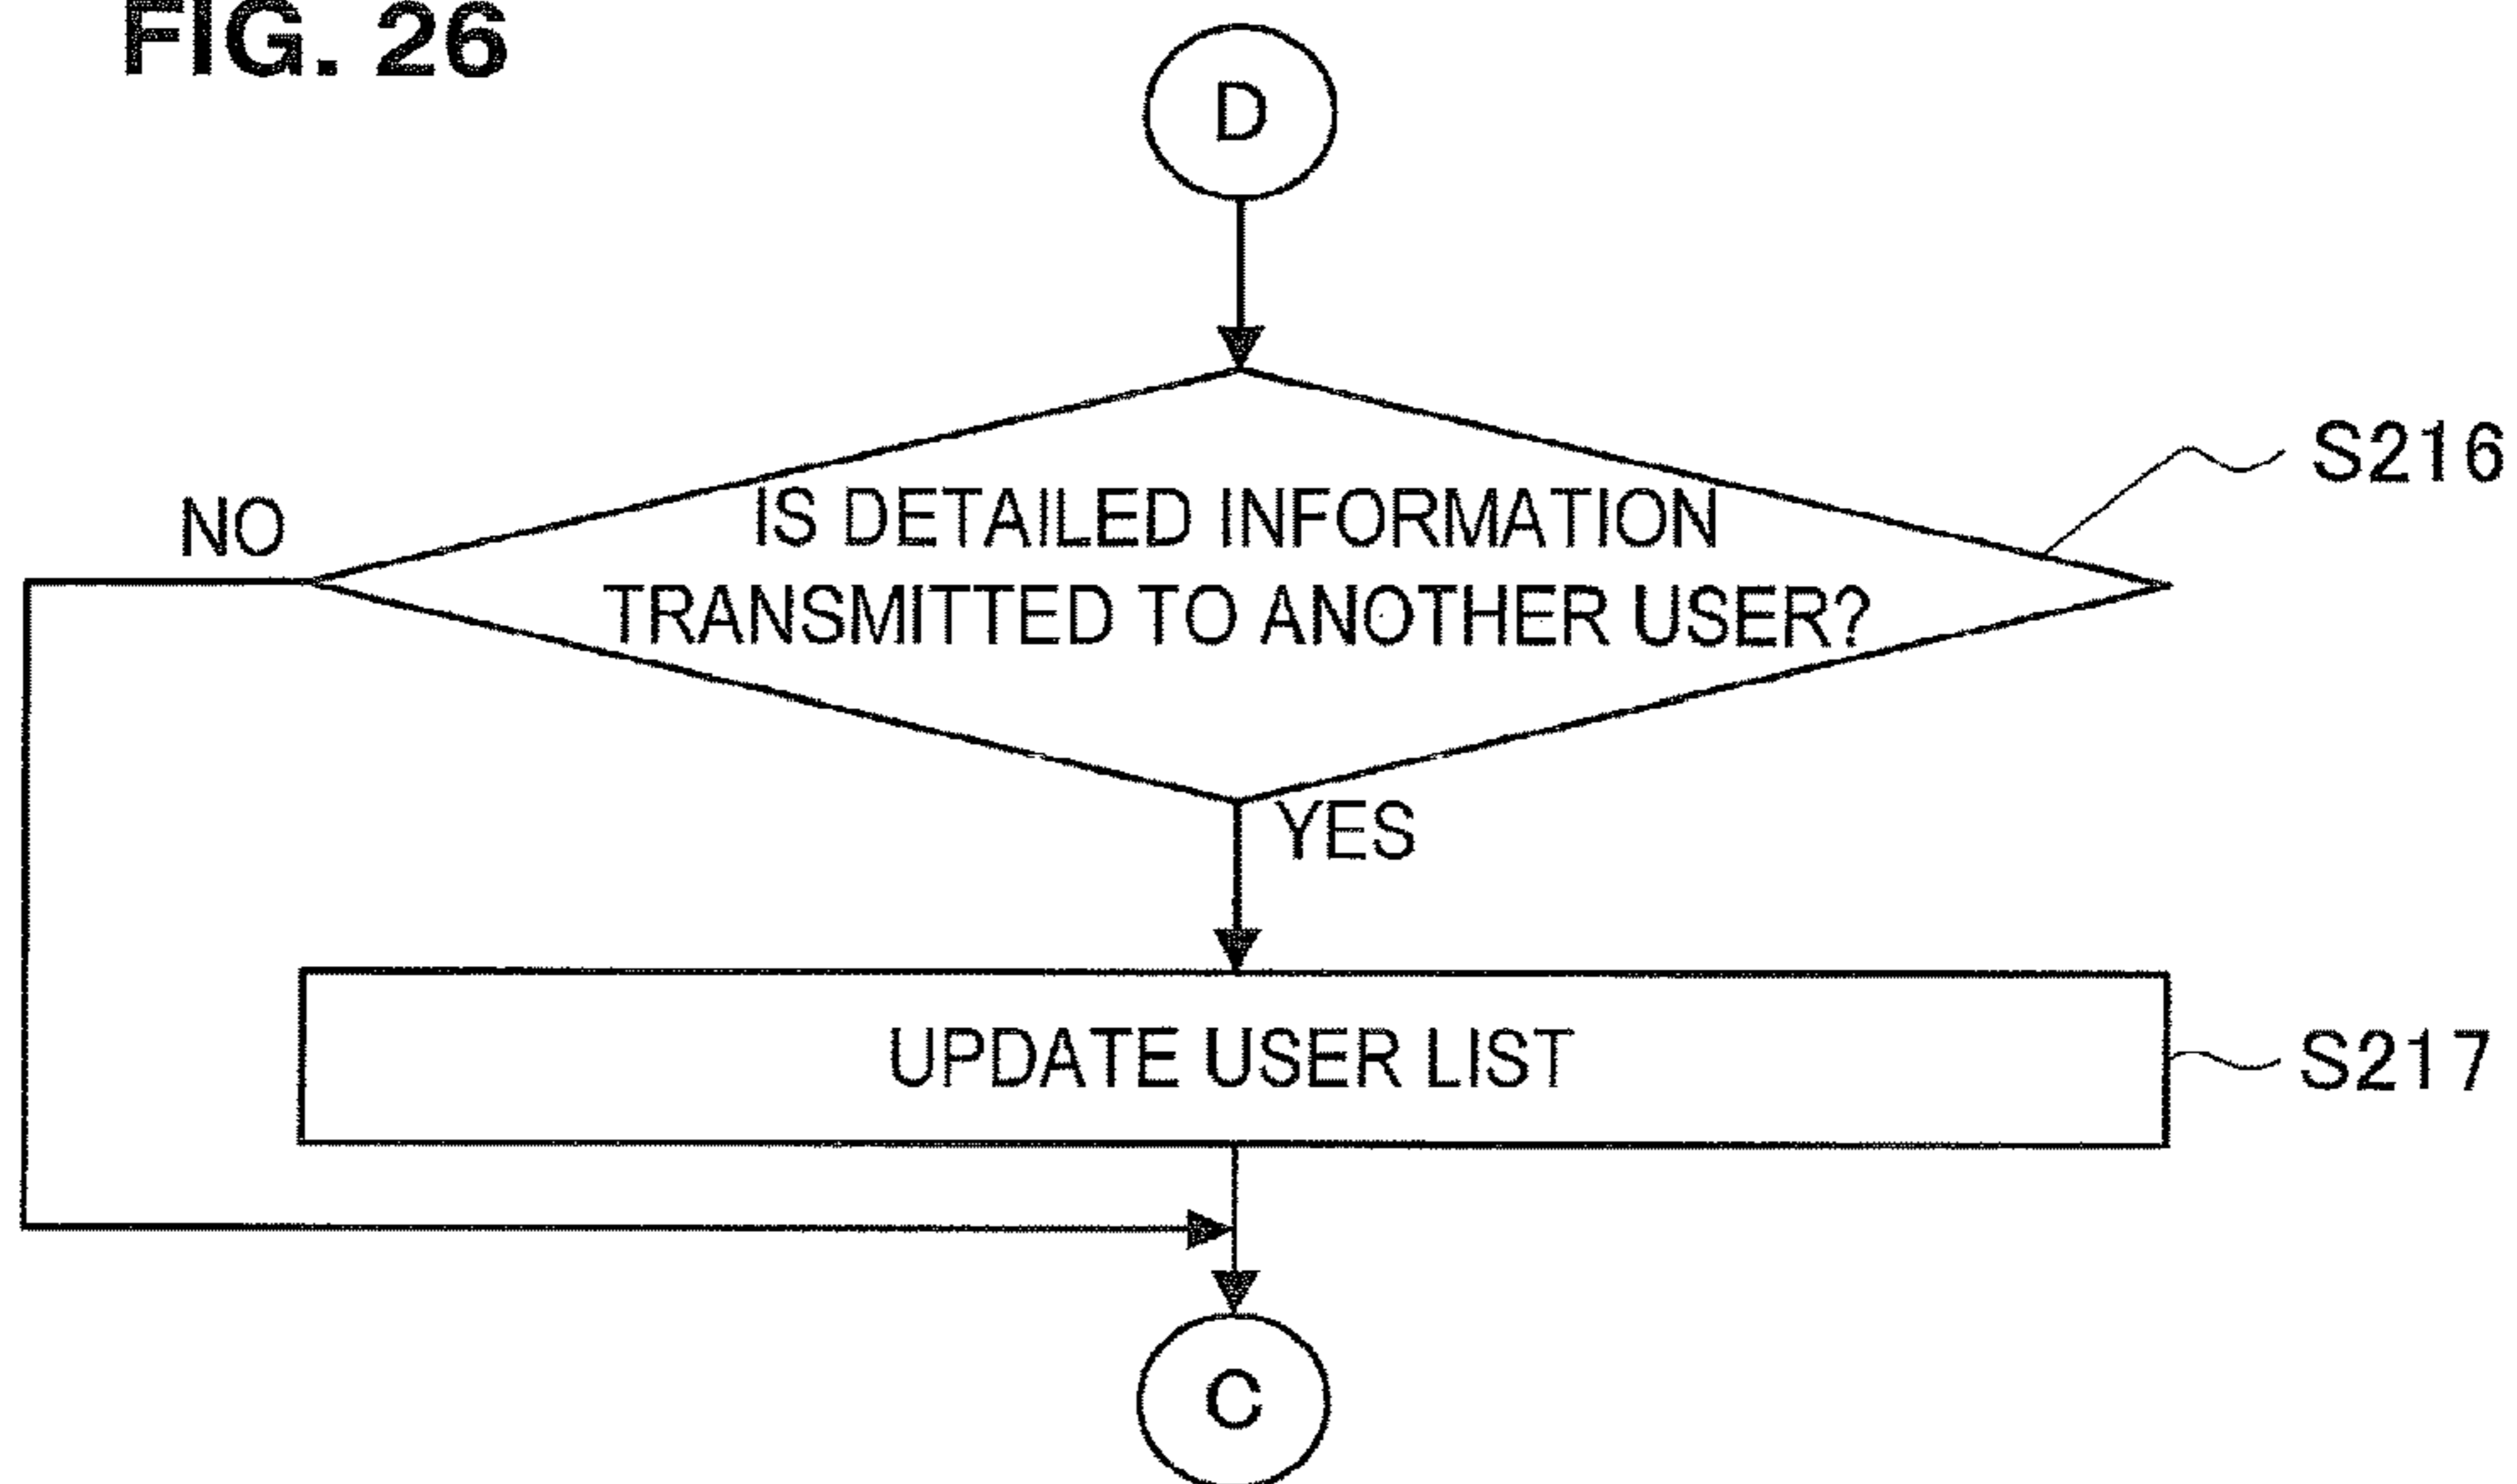 FIG. 26
D
S216
NO
IS DETAILED INFORMATION
TRANSMITTED TO ANOTHER USER?
YES
UPDATE USER LIST
S217
C